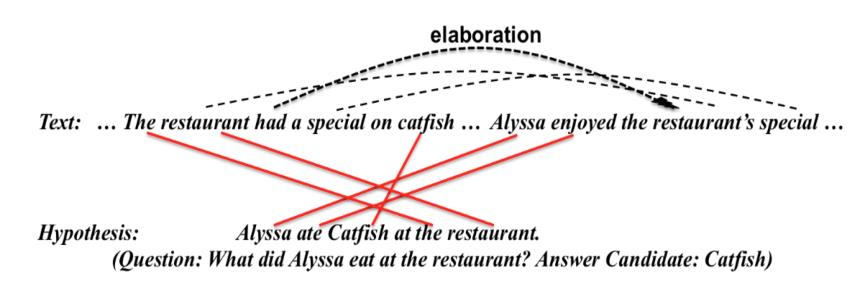 elaboration
Text: ... The restaurant had a special on catfish ... Alyssa enjoyed the restaurant's special ...
Hypothesis: Alyssa ate Catfish at the restaurant.
(Question: What did Alyssa eat at the restaurant? Answer Candidate: Catfish)